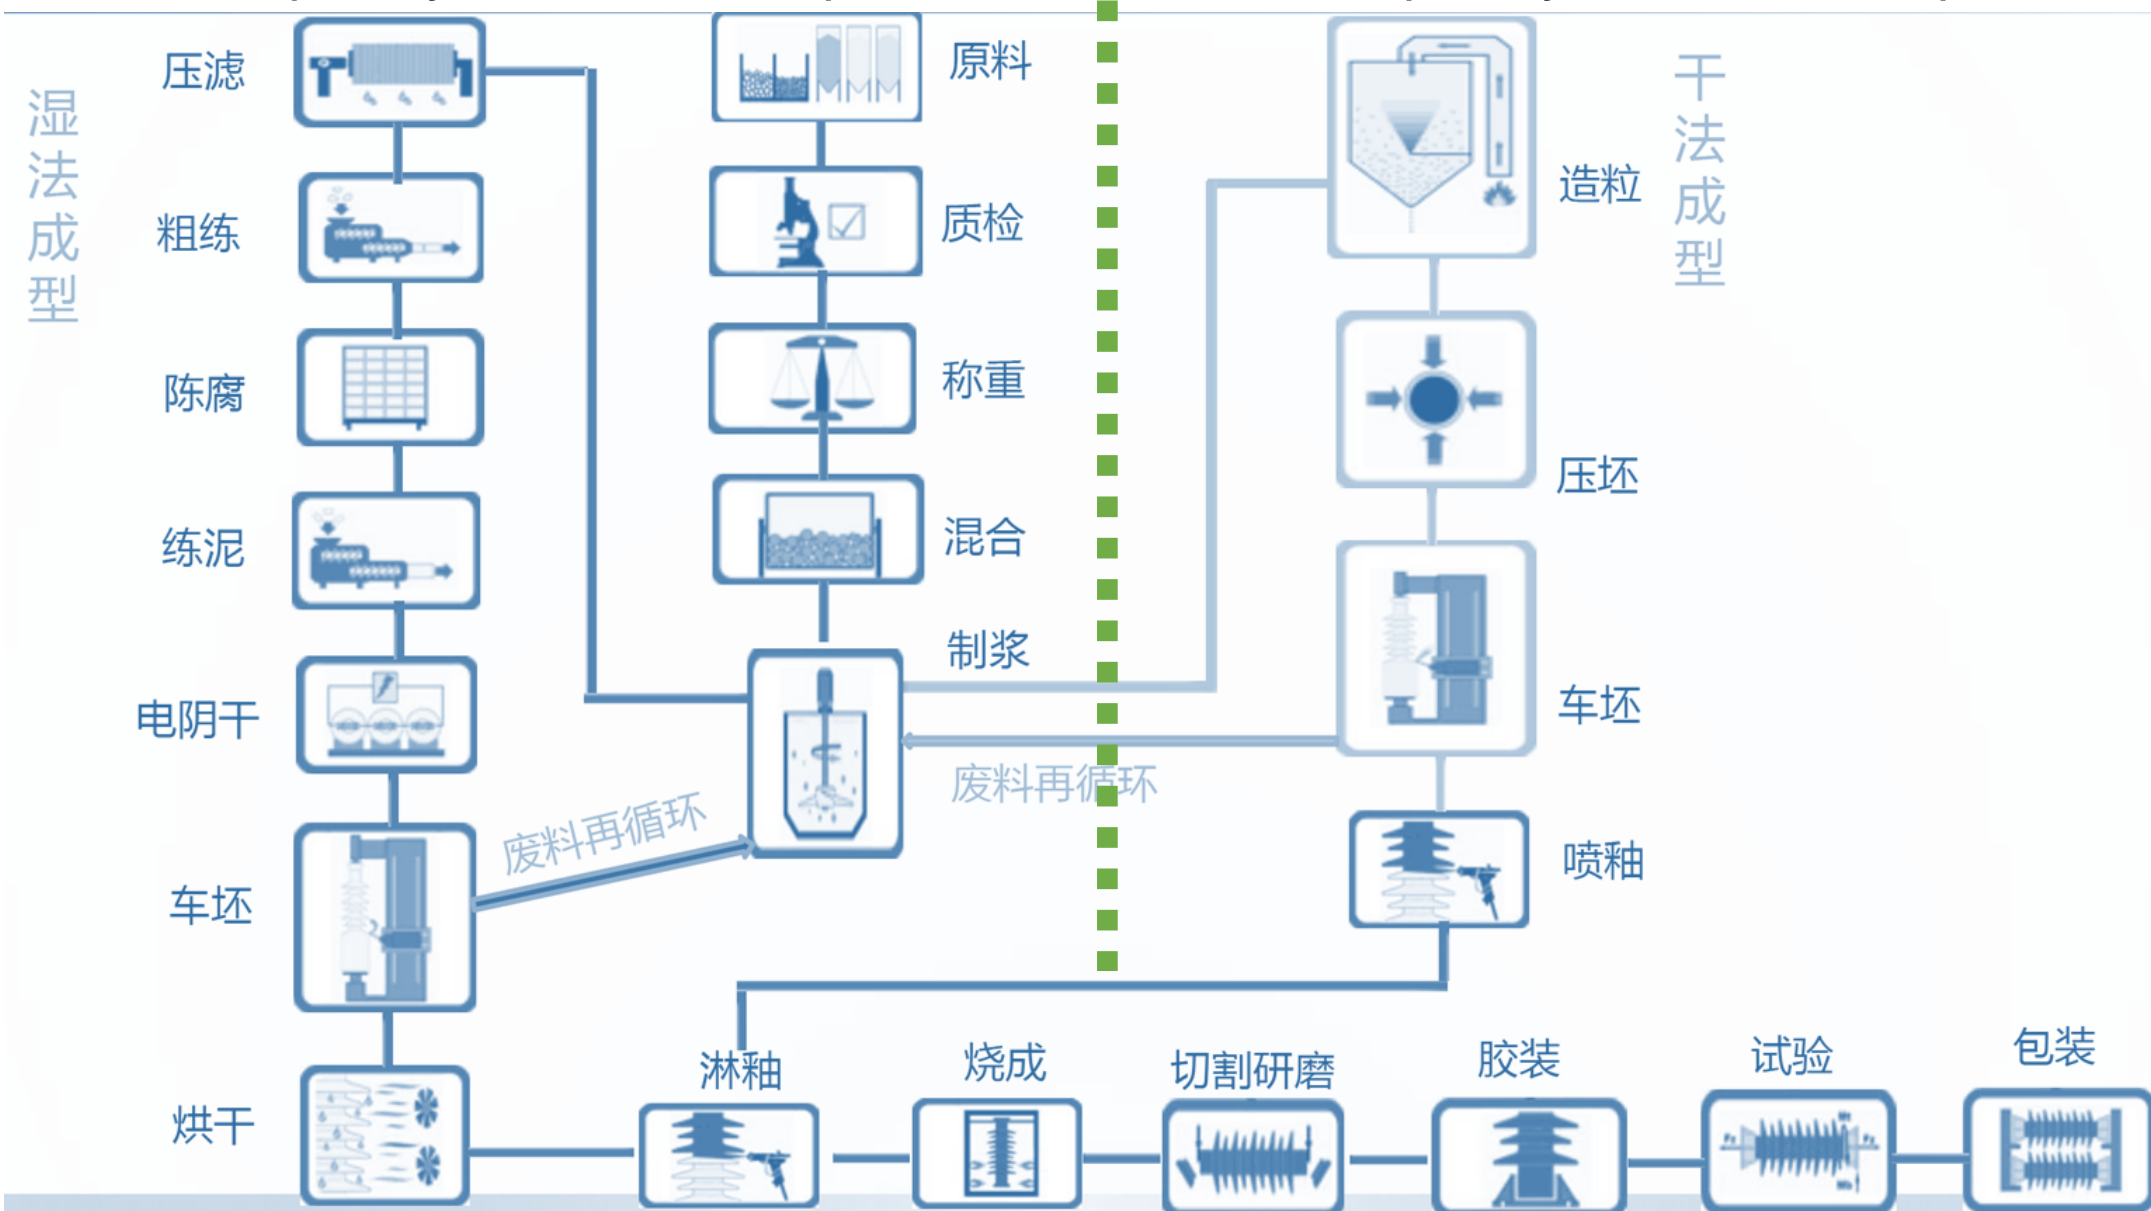 湿法成型
压滤
粗练
陈腐
练泥
电阴干
车坯
烘干
原料
质检
称重
混合
制浆
废料再循环
废料再循环
干法成型
造粒
压坯
车坯
喷釉
淋釉
烧成
切割研磨
胶装
试验
包装